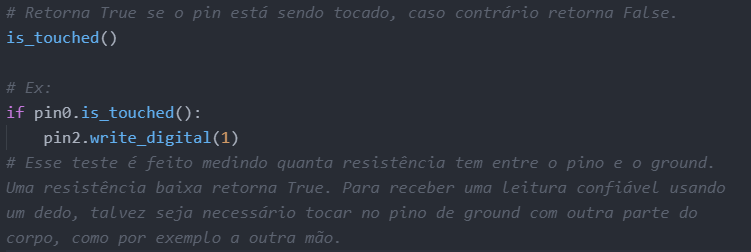 # Retorna True se o pin está sendo tocado, caso contrário retorna False.
is_touched()
# Ex:
if pin0.is_touched():
    pin2.write_digital(1)
# Esse teste é feito medindo quanta resistência tem entre o pino e o ground.
Uma resistência baixa retorna True. Para receber uma leitura confiável usando
um dedo, talvez seja necessário tocar no pino de ground com outra parte do
corpo, como por exemplo a outra mão.